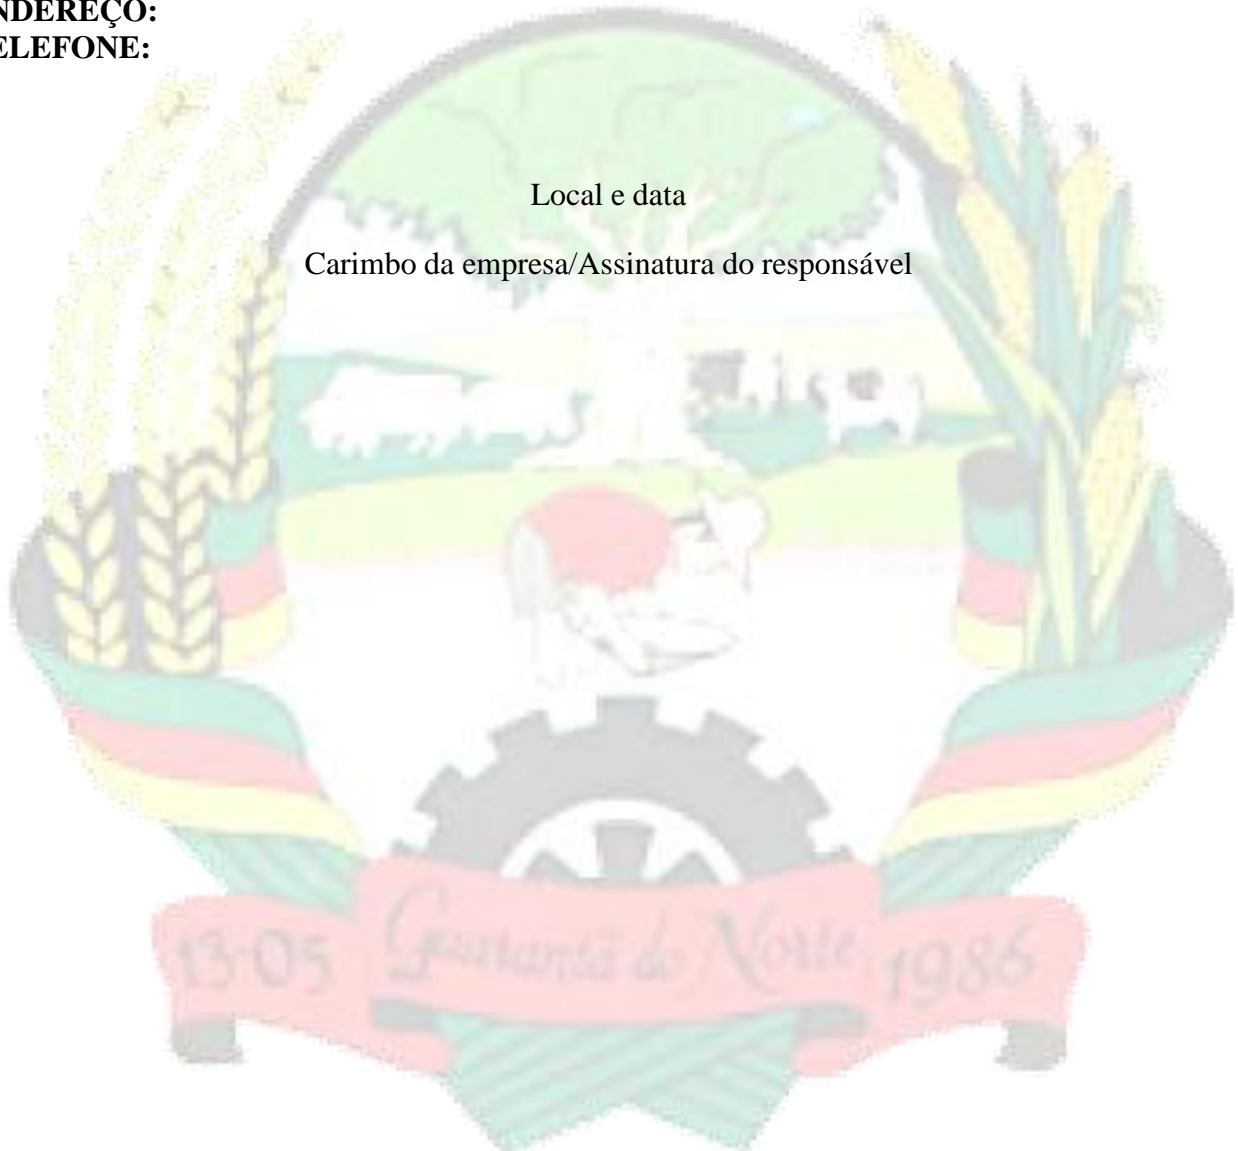 NDEREÇO:
ELEFONE:
Local e data
Carimbo da empresa/Assinatura do responsável
13-05 Guarantã do Norte 1986